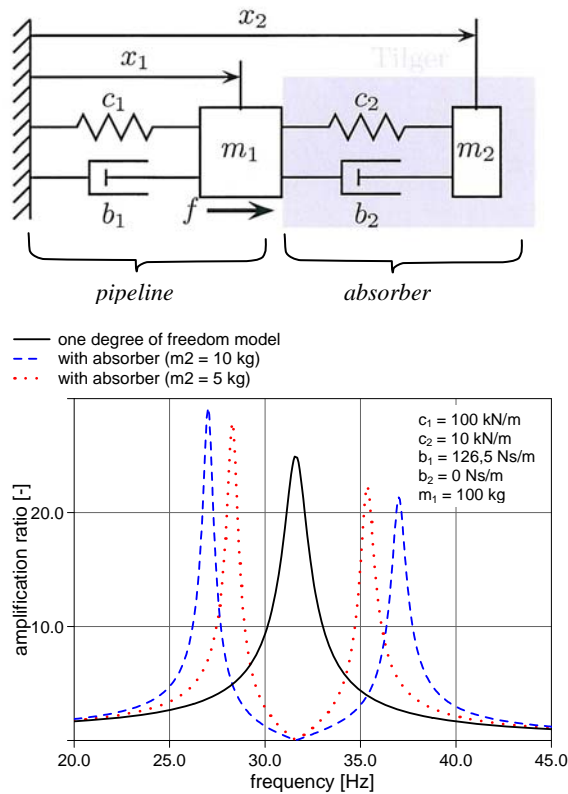 x₂
Tilger
x₁
c₁
c₂
m₁
m₂
b₁
f
b₂
pipeline
absorber
one degree of freedom model
with absorber (m2 = 10 kg)
with absorber (m2 = 5 kg)
c₁ = 100 kN/m
c₂ = 10 kN/m
b₁ = 126,5 Ns/m
b₂ = 0 Ns/m
m₁ = 100 kg
amplification ratio [-]
20.0
10.0
20.0 25.0 30.0 35.0 40.0 45.0
frequency [Hz]